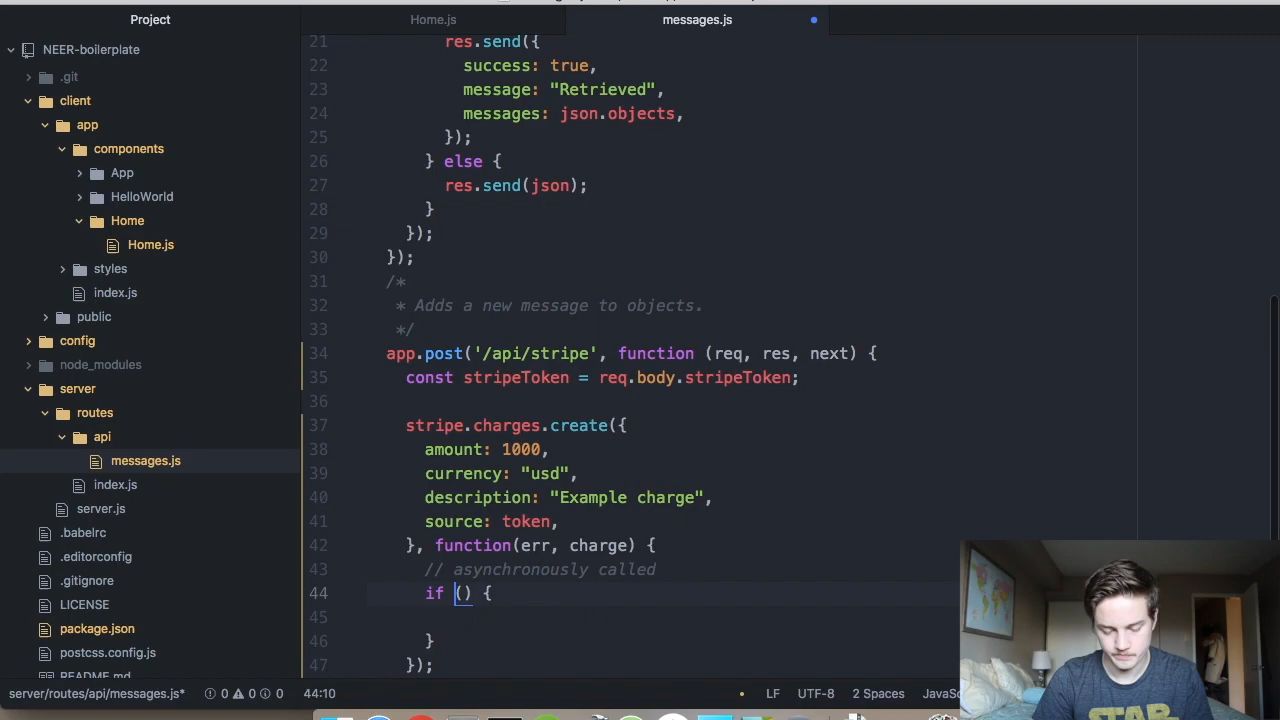 Project
Home.js
messages.js
NEER-boilerplate
.git
client
app
components
App
HelloWorld
Home
Home.js
styles
index.js
public
config
node_modules
server
routes
api
messages.js
index.js
server.js
.babelrc
.editorconfig
.gitignore
LICENSE
package.json
postcss.config.js
README.md
21 res.send({
22 success: true,
23 message: "Retrieved",
24 messages: json.objects,
25 });
26 } else {
27 res.send(json);
28 }
29 });
30 });
31 /*
32 * Adds a new message to objects.
33 */
34 app.post('/api/stripe', function (req, res, next) {
35 const stripeToken = req.body.stripeToken;
36
37 stripe.charges.create({
38 amount: 1000,
39 currency: "usd",
40 description: "Example charge",
41 source: token,
42 }, function(err, charge) {
43 // asynchronously called
44 if () {
45
46 }
47 });
server/routes/api/messages.js* 0 0 0 44:10 LF UTF-8 2 Spaces JavaSc
STAR